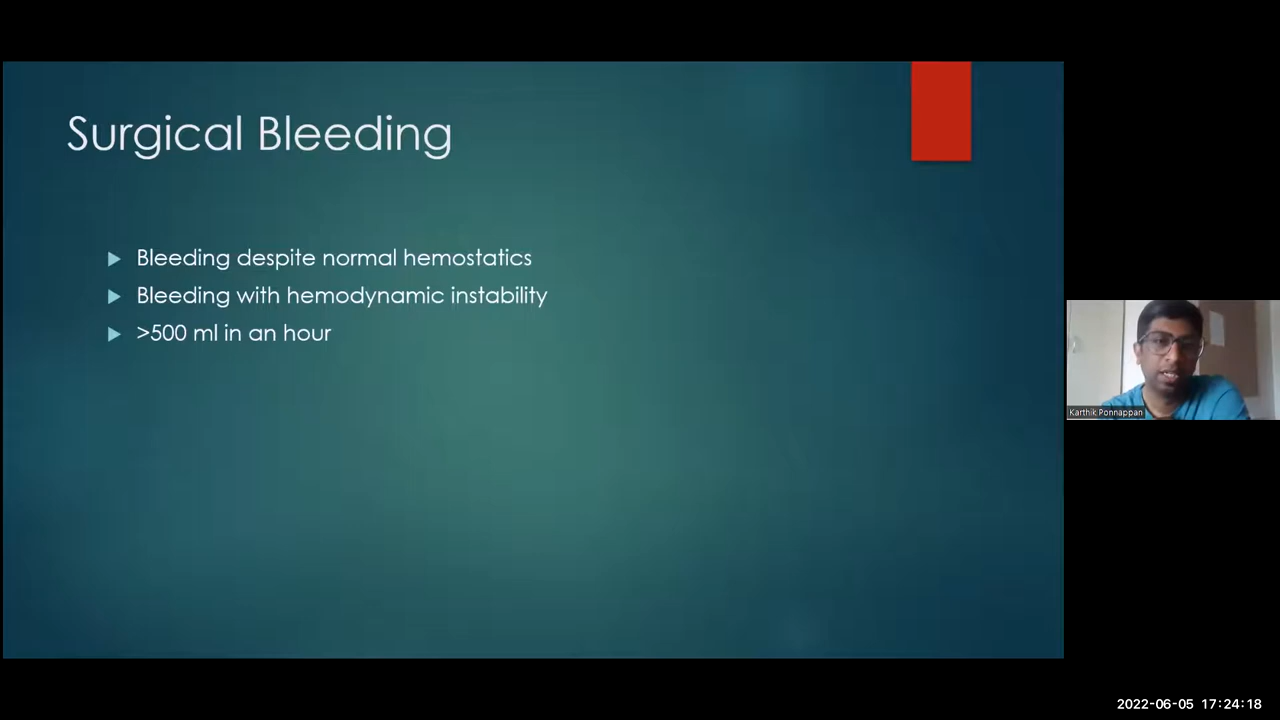 Surgical Bleeding
Bleeding despite normal hemostatics
Bleeding with hemodynamic instability
>500 ml in an hour
Karthik Ponnappan
2022-06-05 17:24:18